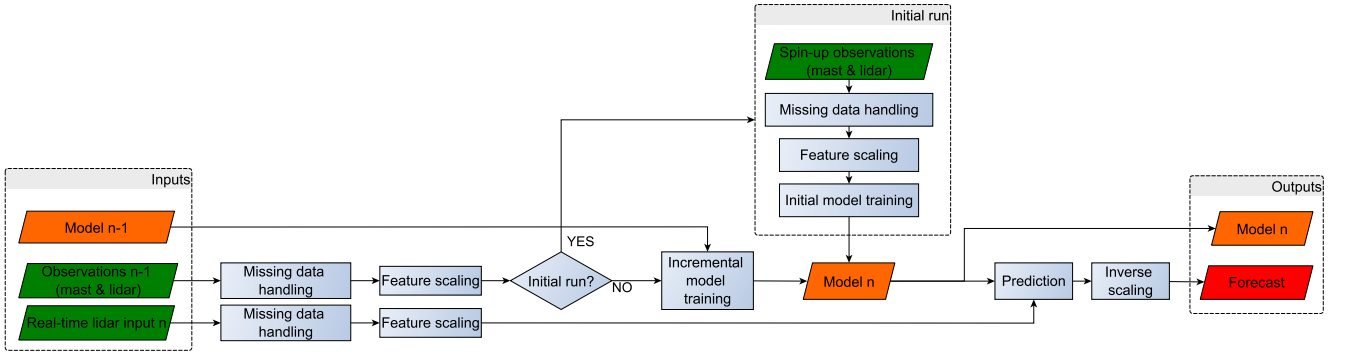 Initial run
Spin-up observations
(mast & lidar)
Missing data handling
Feature scaling
Initial model training
Inputs
Model n-1
Observations n-1
(mast & lidar)
Real-time lidar input n
Missing data
handling
Feature scaling
Missing data
handling
Feature scaling
Initial run?
YES
NO
Incremental
model
training
Model n
Prediction
Inverse
scaling
Outputs
Model n
Forecast